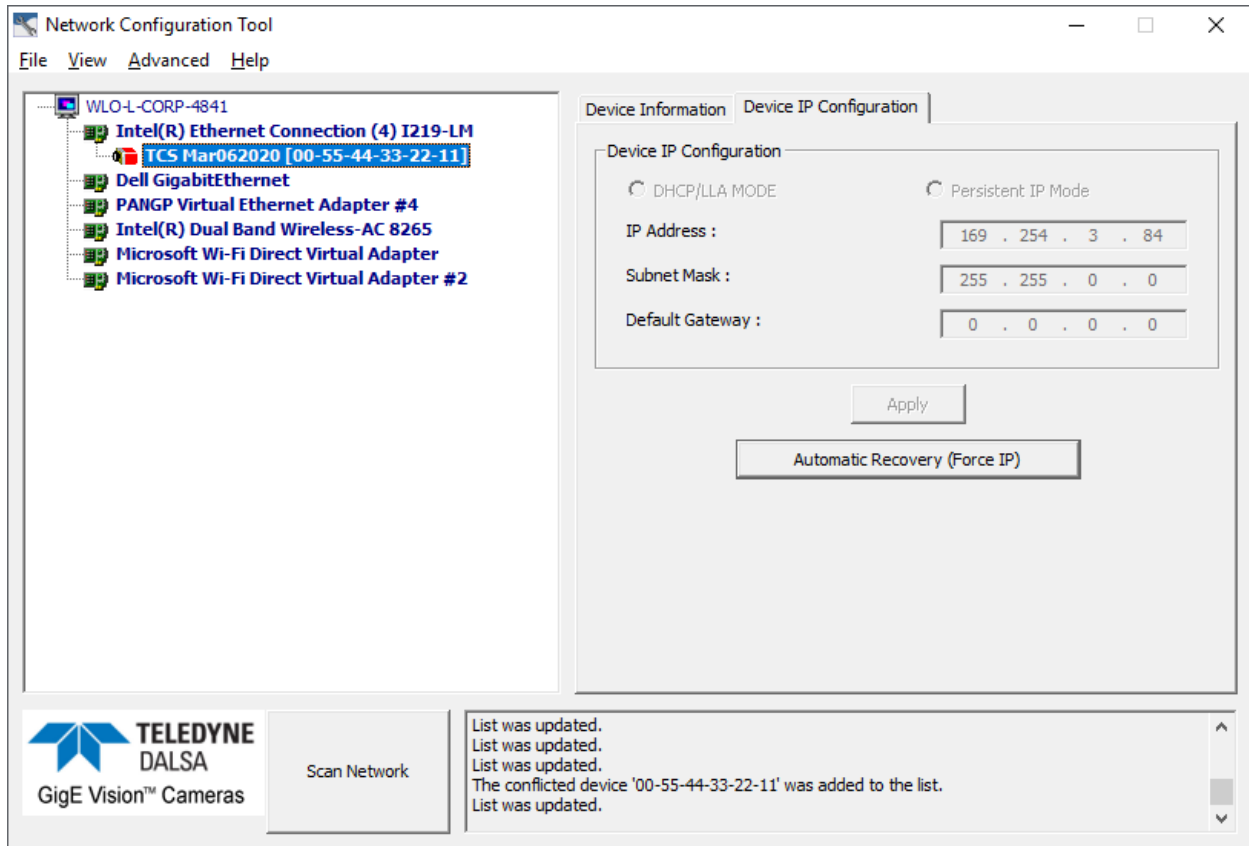 Network Configuration Tool
File View Advanced Help
WLO-L-CORP-4841
Intel(R) Ethernet Connection (4) I219-LM
TCS Mar062020 [00-55-44-33-22-11]
Dell GigabitEthernet
PANGP Virtual Ethernet Adapter #4
Intel(R) Dual Band Wireless-AC 8265
Microsoft Wi-Fi Direct Virtual Adapter
Microsoft Wi-Fi Direct Virtual Adapter #2
Device Information Device IP Configuration
Device IP Configuration
DHCP/LLA MODE Persistent IP Mode
IP Address : 169 . 254 . 3 . 84
Subnet Mask : 255 . 255 . 0 . 0
Default Gateway : 0 . 0 . 0 . 0
Apply
Automatic Recovery (Force IP)
TELEDYNE
DALSA
GigE Vision™ Cameras
Scan Network
List was updated.
List was updated.
List was updated.
The conflicted device '00-55-44-33-22-11' was added to the list.
List was updated.